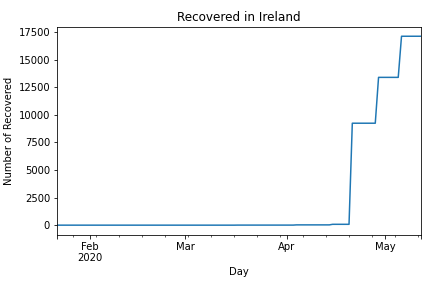 Recovered in Ireland
17500
15000
12500
10000
7500
5000
2500
0
Number of Recovered
Feb
2020
Mar
Apr
May
Day